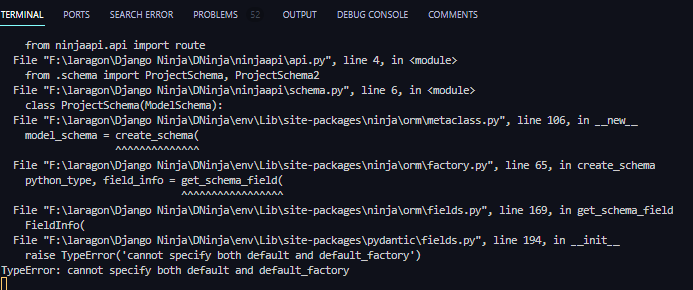 TERMINAL PORTS SEARCH ERROR PROBLEMS 52 OUTPUT DEBUG CONSOLE COMMENTS
from ninjaapi.api import route
File "F:\laragon\Django Ninja\DNinja\ninjaapi\api.py", line 4, in <module>
from .schema import ProjectSchema, ProjectSchema2
File "F:\laragon\Django Ninja\DNinja\ninjaapi\schema.py", line 6, in <module>
class ProjectSchema(ModelSchema):
File "F:\laragon\Django Ninja\DNinja\env\Lib\site-packages\ninja\orm\metaclass.py", line 106, in __new__
model_schema = create_schema(
^^^^^^^^^^^^^^
File "F:\laragon\Django Ninja\DNinja\env\Lib\site-packages\ninja\orm\factory.py", line 65, in create_schema
python_type, field_info = get_schema_field(
^^^^^^^^^^^^^^^^^
File "F:\laragon\Django Ninja\DNinja\env\Lib\site-packages\ninja\orm\fields.py", line 169, in get_schema_field
FieldInfo(
File "F:\laragon\Django Ninja\DNinja\env\Lib\site-packages\pydantic\fields.py", line 194, in __init__
raise TypeError('cannot specify both default and default_factory')
TypeError: cannot specify both default and default_factory